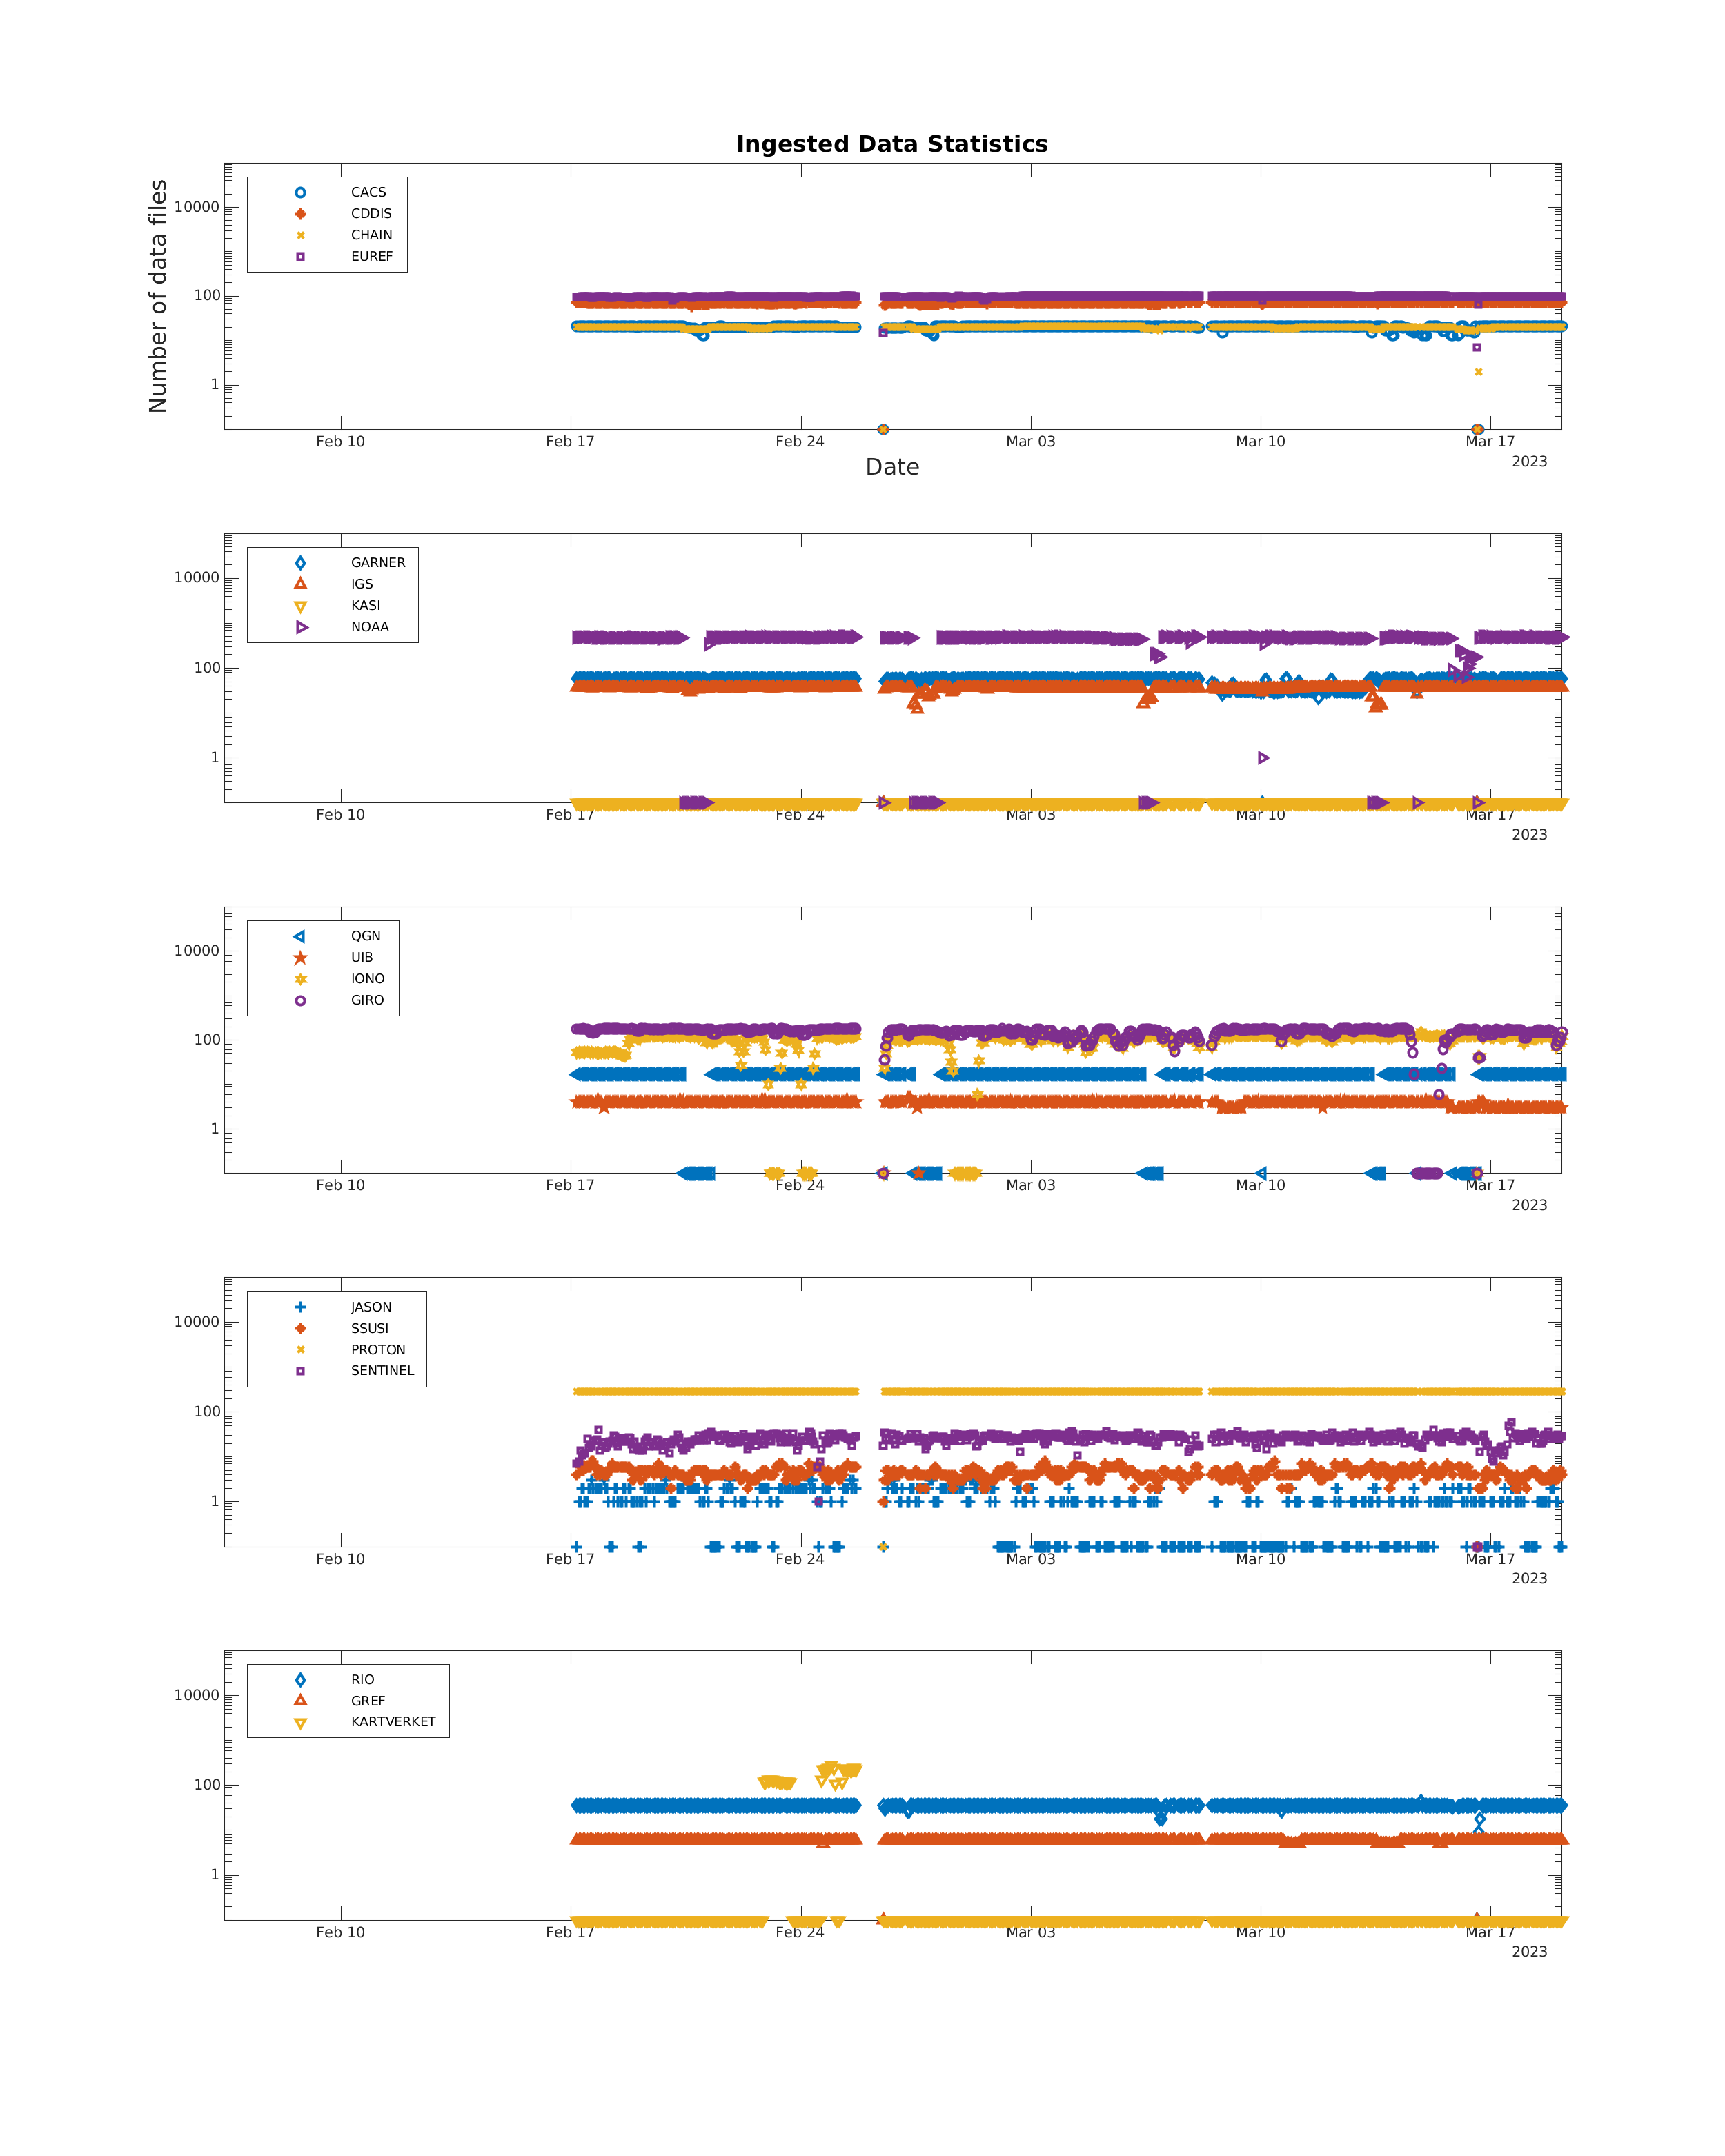 Ingested Data Statistics
Number of data files
10000
100
1
CACS
CDDIS
CHAIN
EUREF
Feb 10 Feb 17 Feb 24 Mar 03 Mar 10 Mar 17
2023
Date
10000
100
1
GARNER
IGS
KASI
NOAA
Feb 10 Feb 17 Feb 24 Mar 03 Mar 10 Mar 17
2023
10000
100
1
QGN
UIB
IONO
GIRO
Feb 10 Feb 17 Feb 24 Mar 03 Mar 10 Mar 17
2023
10000
100
1
JASON
SSUSI
PROTON
SENTINEL
Feb 10 Feb 17 Feb 24 Mar 03 Mar 10 Mar 17
2023
10000
100
1
RIO
GREF
KARTVERKET
Feb 10 Feb 17 Feb 24 Mar 03 Mar 10 Mar 17
2023